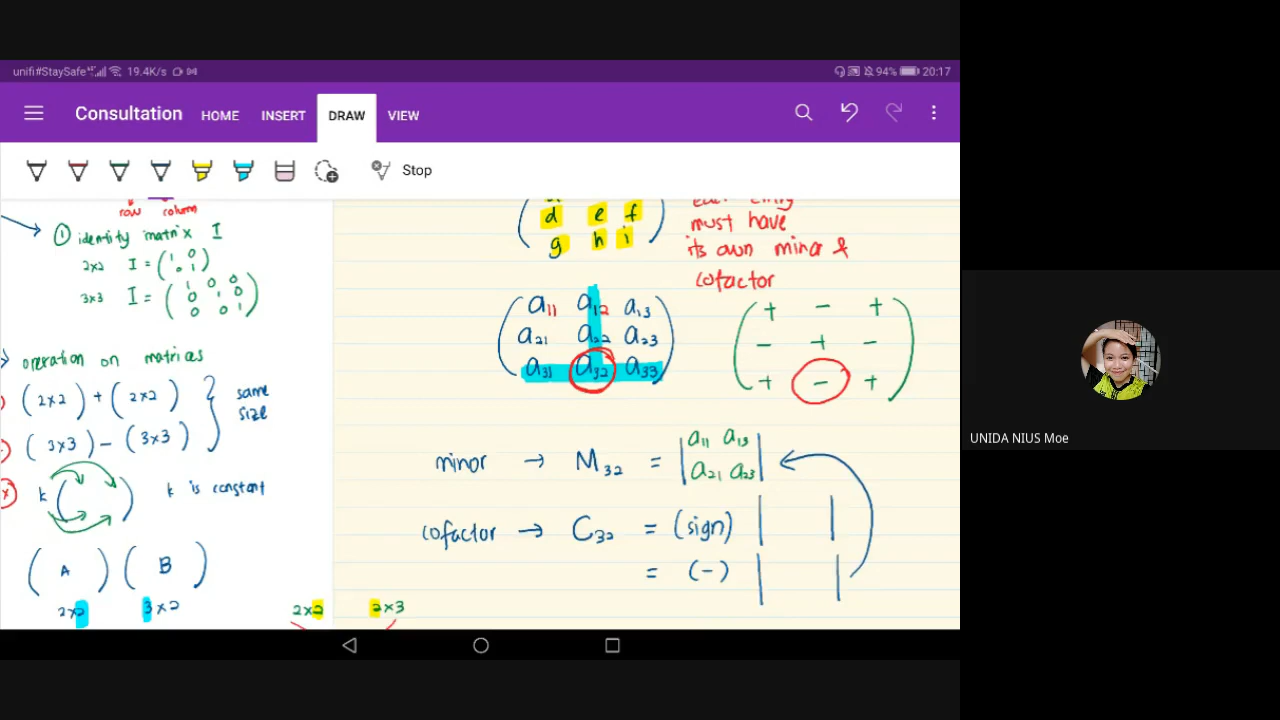 unifi#StaySafe 19.4K/s 94% 20:17
Consultation HOME INSERT DRAW VIEW
Stop
row column
① identity matrix I
2x2 I = ( 1 0
0 1 )
3x3 I = ( 1 0 0
0 1 0
0 0 1 )
operation on matrices
(2x2) + (2x2)
(3x3) - (3x3)
same
size
k ( ) k is constant
( A ) ( B )
2x2 3x2
2x2 2x3
d e f
g h i
must have
its own minor &
cofactor
a11 a12 a13
a21 a22 a23
a31 a32 a33
+ - +
- + -
+ - +
minor → M32 = | a11 a13
a21 a23 |
cofactor → C32 = (sign) | |
= (-) | |
UNIDA NIUS Moe